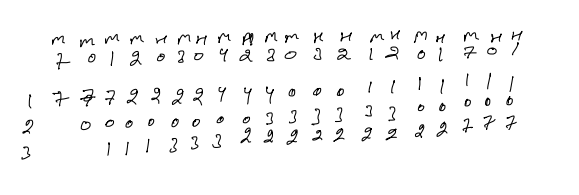 m m m m H m H m m m m H H m H m H m H H
7 0 1 2 0 3 0 4 2 3 0 3 2 1 2 0 1 7 0 1
1 7 7 7 2 2 2 2 4 4 4 0 0 0 1 1 1 1 1 1 1
2 0 0 0 0 0 0 0 0 3 3 3 3 3 3 0 0 0 0 0
3 1 1 1 3 3 3 2 2 2 2 2 2 2 2 2 7 7 7